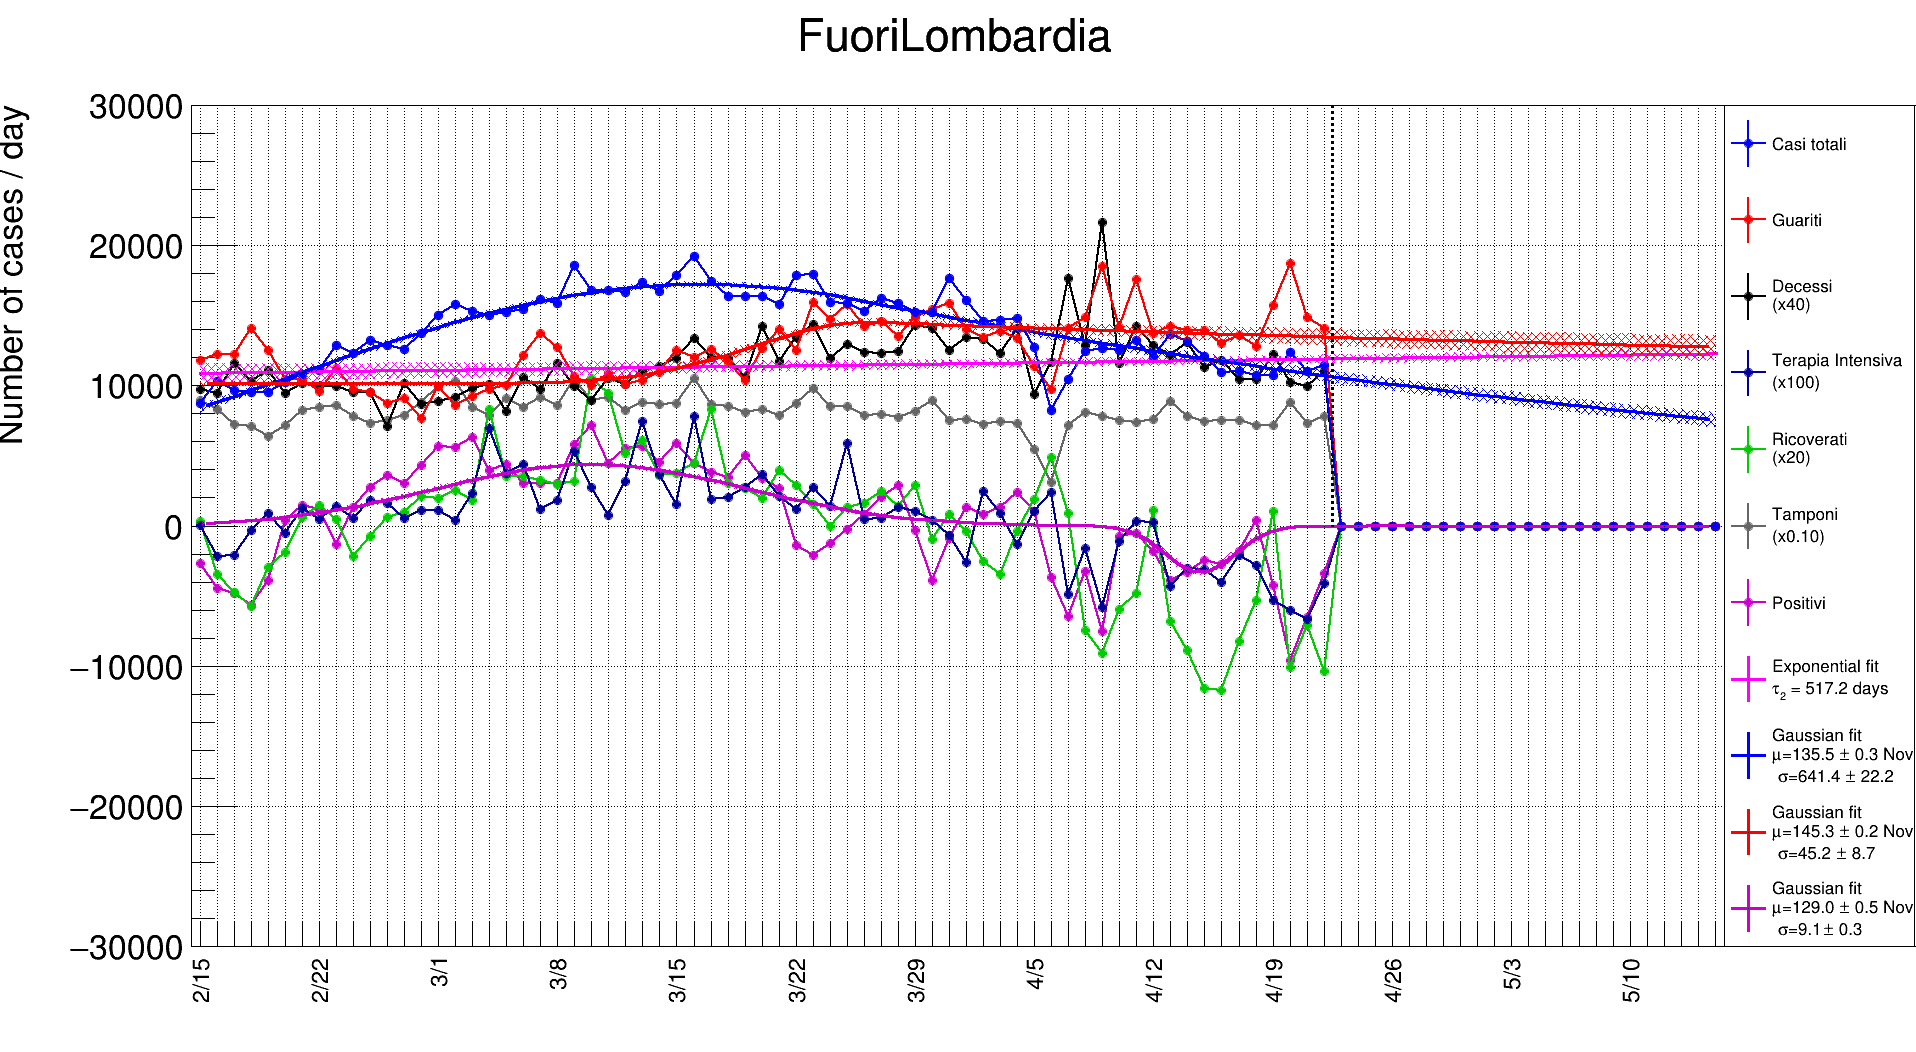 FuoriLombardia
Number of cases / day
30000
20000
10000
0
−10000
−20000
−30000
2/15
2/22
3/1
3/8
3/15
3/22
3/29
4/5
4/12
4/19
4/26
5/3
5/10
Casi totali
Guariti
Decessi
(x40)
Terapia Intensiva
(x100)
Ricoverati
(x20)
Tamponi
(x0.10)
Positivi
Exponential fit
τ2 = 517.2 days
Gaussian fit
μ=135.5 ± 0.3 Nov
σ=641.4 ± 22.2
Gaussian fit
μ=145.3 ± 0.2 Nov
σ=45.2 ± 8.7
Gaussian fit
μ=129.0 ± 0.5 Nov
σ=9.1 ± 0.3